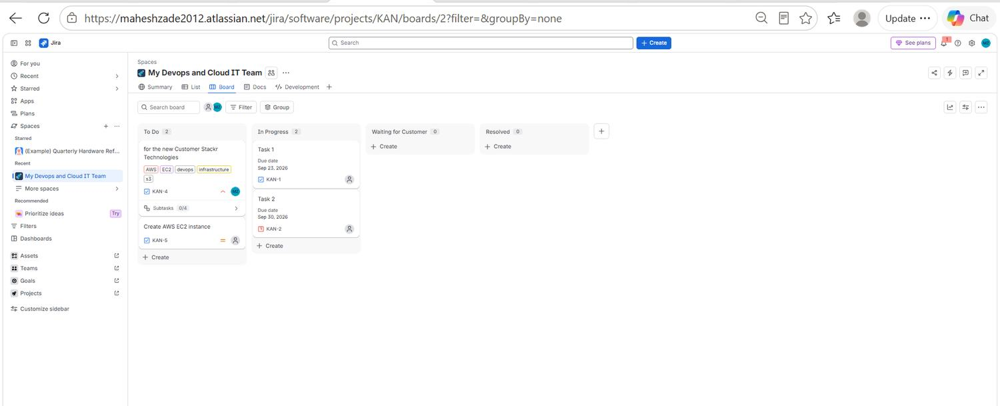 https://maheshzade2012.atlassian.net/jira/software/projects/KAN/boards/2?filter=&groupBy=none
Update
Chat
Jira
Search
Create
See plans
1
MZ
For you
Recent
Starred
Apps
Plans
Spaces
Starred
(Example) Quarterly Hardware Ref...
Recent
My Devops and Cloud IT Team
More spaces
Recommended
Prioritize ideas
Try
Filters
Dashboards
Assets
Teams
Goals
Projects
Customize sidebar
Spaces
My Devops and Cloud IT Team
Summary
List
Board
Docs
Development
Search board
MZ
Filter
Group
To Do 2
for the new Customer Stackr
Technologies
AWS EC2 devops infrastructure
s3
KAN-4
MZ
Subtasks 0/4
Create AWS EC2 instance
KAN-5
Create
In Progress 2
Task 1
Due date
Sep 23, 2026
KAN-1
Task 2
Due date
Sep 30, 2026
KAN-2
Create
Waiting for Customer 0
Create
Resolved 0
Create